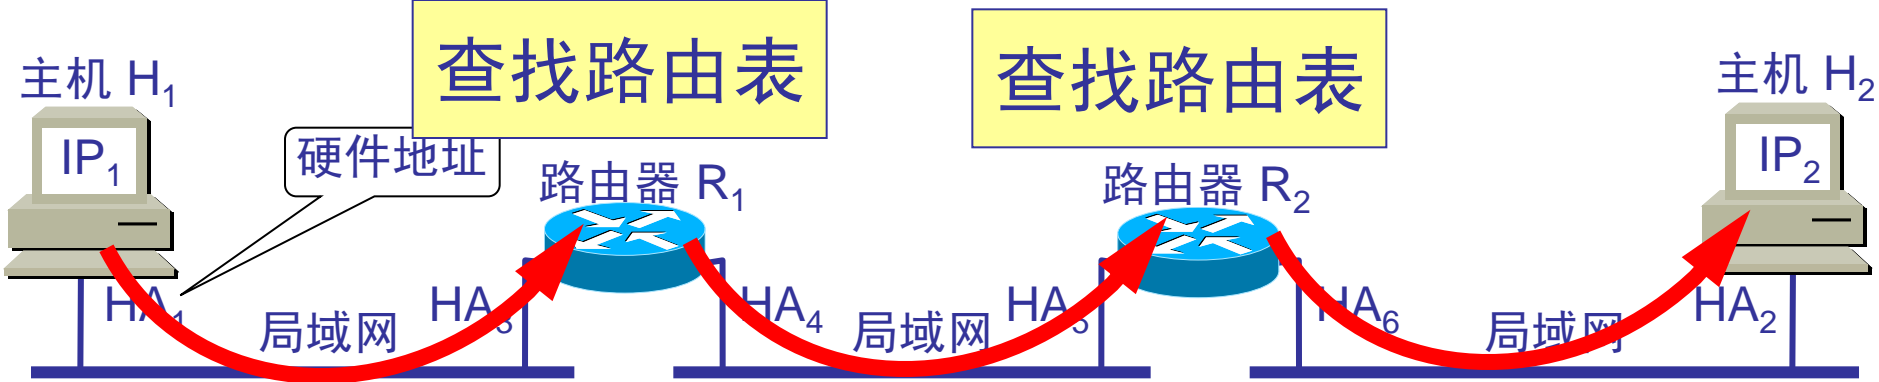 查找路由表
查找路由表
主机 H1
主机 H2
IP1
硬件地址
路由器 R1
路由器 R2
IP2
HA1
局域网
HA3
HA4
局域网
HA5
HA6
局域网
HA2